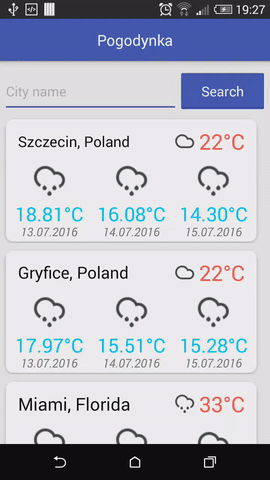 19:27
Pogodynka
City name
Search
Szczecin, Poland 22°C
18.81°C 16.08°C 14.30°C
13.07.2016 14.07.2016 15.07.2016
Gryfice, Poland 22°C
17.97°C 15.51°C 15.28°C
13.07.2016 14.07.2016 15.07.2016
Miami, Florida 33°C